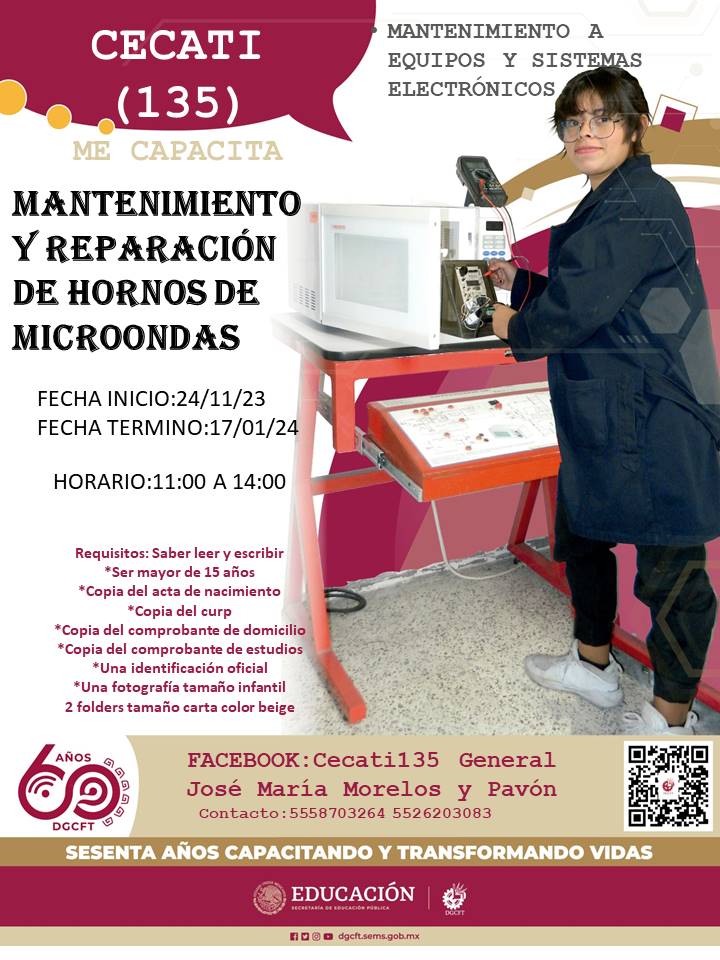 CECATI
(135)
ME CAPACITA
• MANTENIMIENTO A
EQUIPOS Y SISTEMAS
ELECTRÓNICOS
MANTENIMIENTO
Y REPARACIÓN
DE HORNOS DE
MICROONDAS
FECHA INICIO:24/11/23
FECHA TERMINO:17/01/24
HORARIO:11:00 A 14:00
Requisitos: Saber leer y escribir
*Ser mayor de 15 años
*Copia del acta de nacimiento
*Copia del curp
*Copia del comprobante de domicilio
*Copia del comprobante de estudios
*Una identificación oficial
*Una fotografía tamaño infantil
2 folders tamaño carta color beige
60 AÑOS
DGCFT
FACEBOOK:Cecati135 General
José María Morelos y Pavón
Contacto:5558703264 5526203083
SESENTA AÑOS CAPACITANDO Y TRANSFORMANDO VIDAS
EDUCACIÓN
SECRETARÍA DE EDUCACIÓN PÚBLICA
DGCFT
dgcft.sems.gob.mx